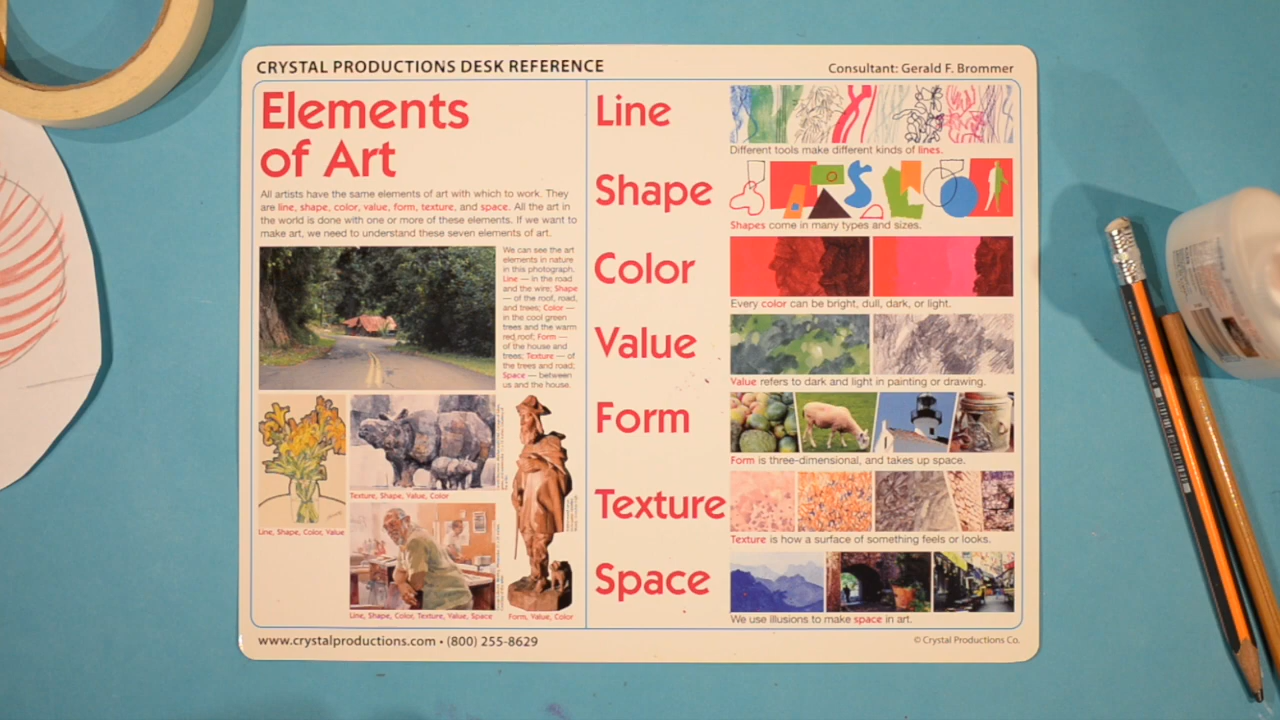 CRYSTAL PRODUCTIONS DESK REFERENCE
Consultant: Gerald F. Brommer
Elements
of Art
All artists have the same elements of art with which to work. They
are line, shape, color, value, form, texture, and space. All the art in
the world is done with one or more of these elements. If we want to
make art, we need to understand these seven elements of art.
We can see the art
elements in nature
in this photograph.
Line — in the road
and the wire; Shape
— of the roof, road,
and trees; Color —
in the cool green
trees and the warm
red roof; Form —
of the house and
trees; Texture — of
the trees and road;
Space — between
us and the house.
Line, Shape, Color, Value
Texture, Shape, Value, Color
Line, Shape, Color, Texture, Value, Space
Form, Value, Color
Line
Different tools make different kinds of lines.
Shape
Shapes come in many types and sizes.
Color
Every color can be bright, dull, dark, or light.
Value
Value refers to dark and light in painting or drawing.
Form
Form is three-dimensional, and takes up space.
Texture
Texture is how a surface of something feels or looks.
Space
We use illusions to make space in art.
www.crystalproductions.com • (800) 255-8629
© Crystal Productions Co.